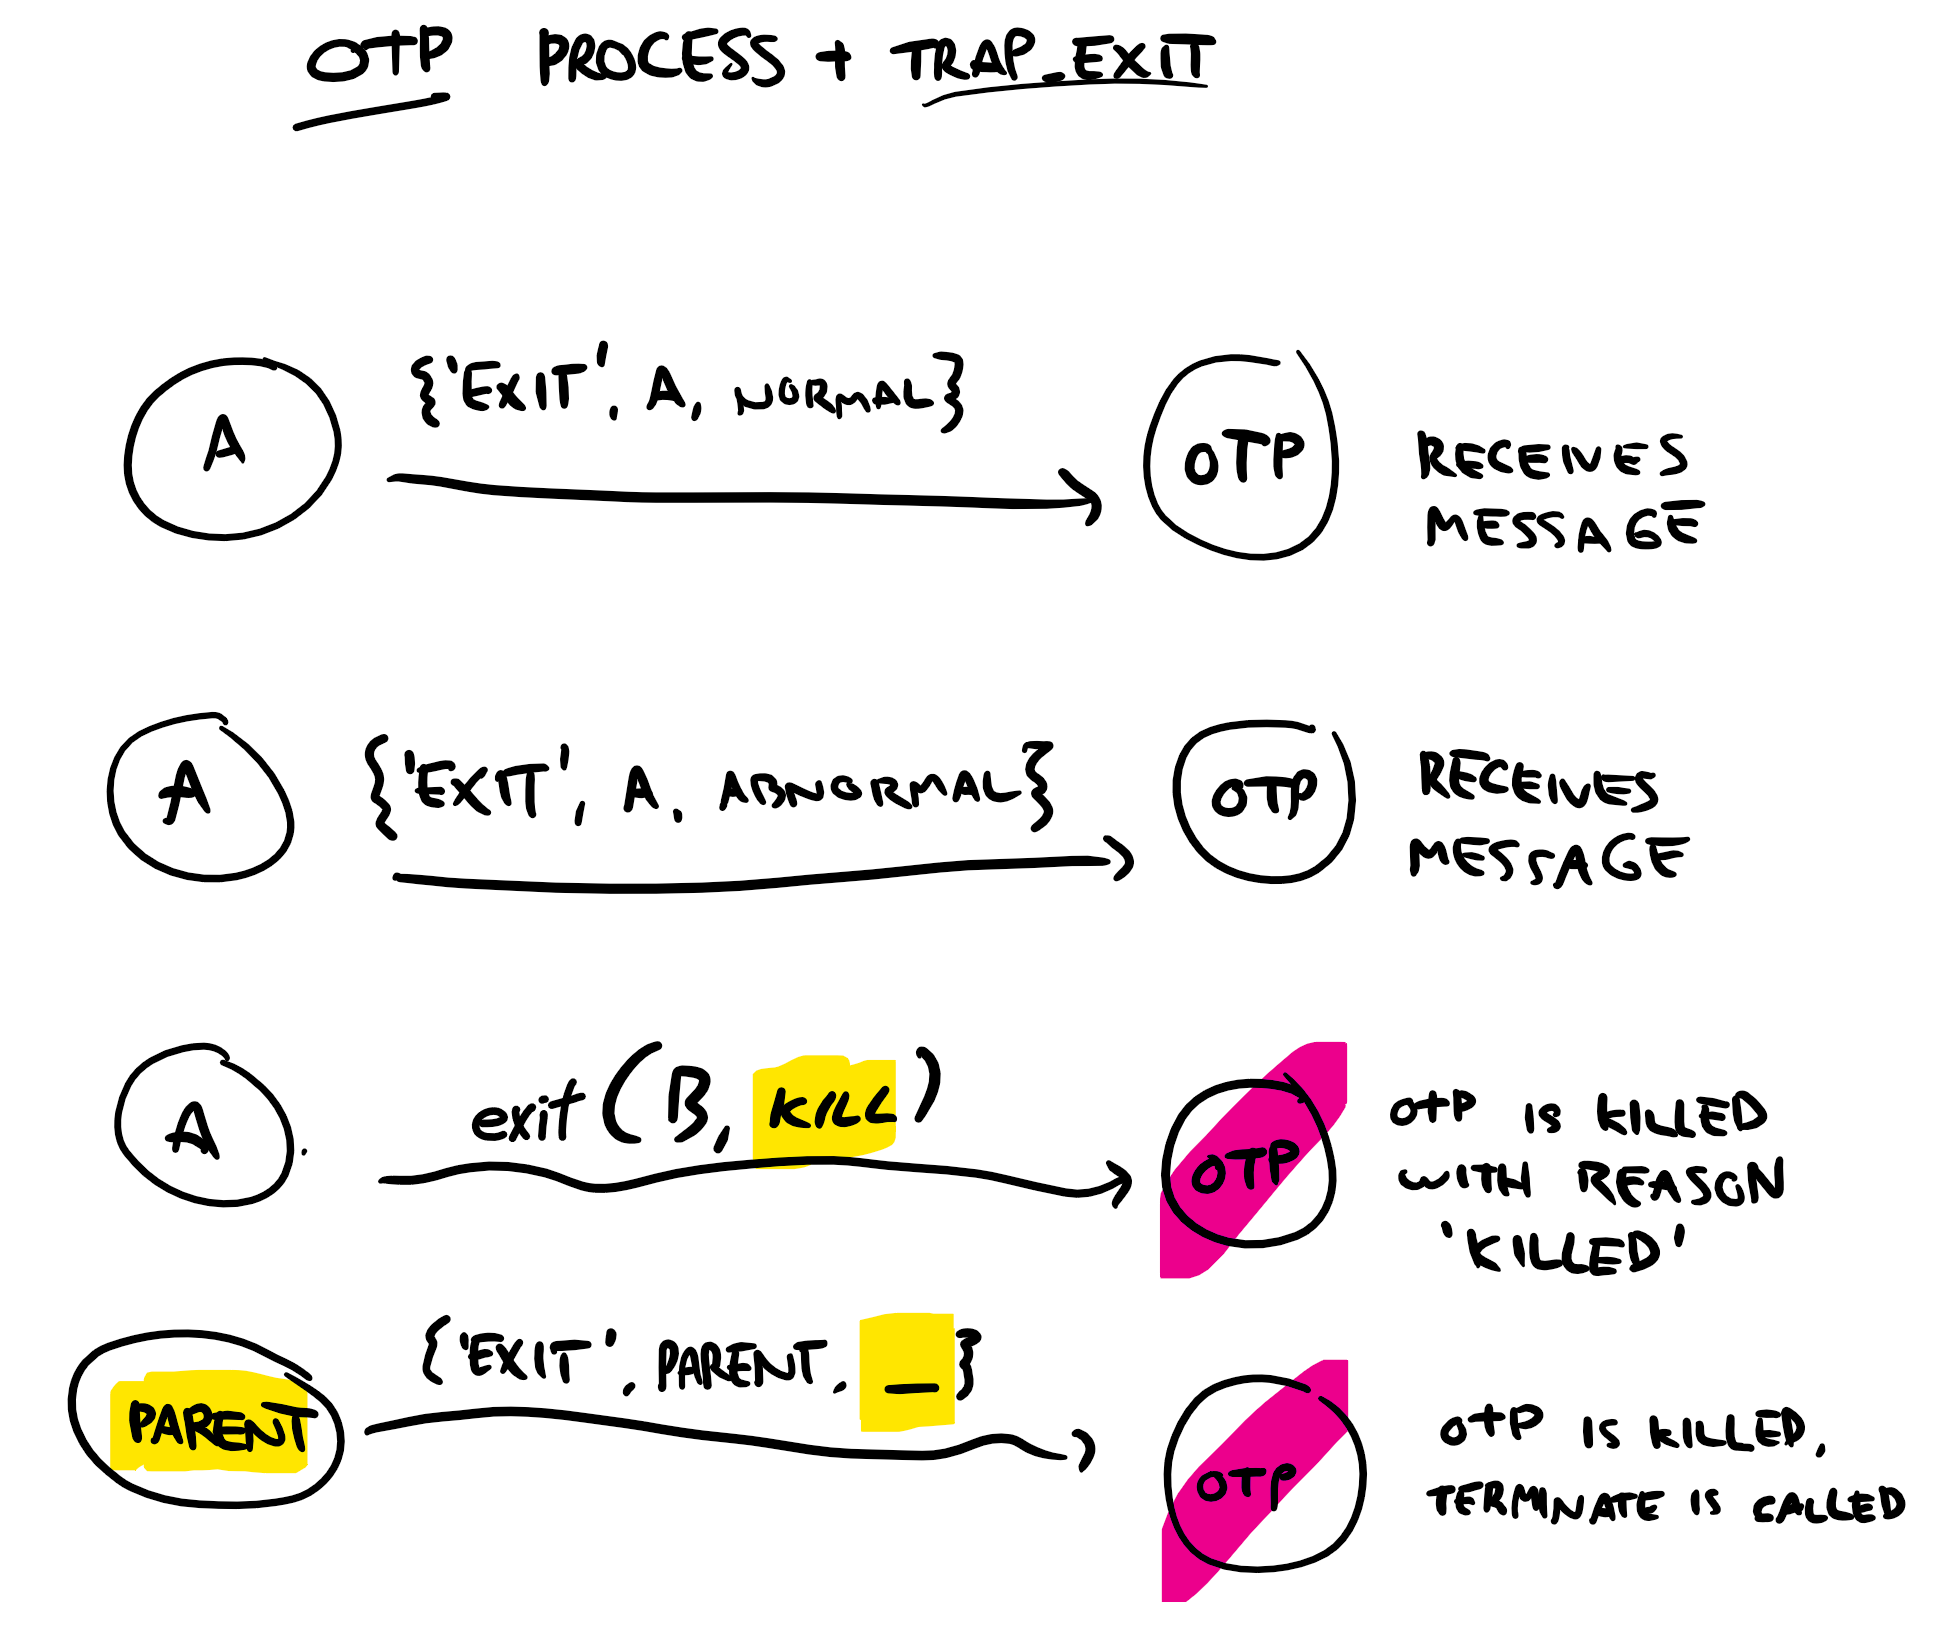 OTP PROCESS + TRAP_EXIT
A
{'EXIT', A, NORMAL}
OTP
RECEIVES
MESSAGE
A
{'EXIT', A, ABNORMAL}
OTP
RECEIVES
MESSAGE
A
exit(B, KILL)
OTP
OTP IS KILLED
WITH REASON
'KILLED'
PARENT
{'EXIT', PARENT, _}
OTP
OTP IS KILLED,
TERMINATE IS CALLED